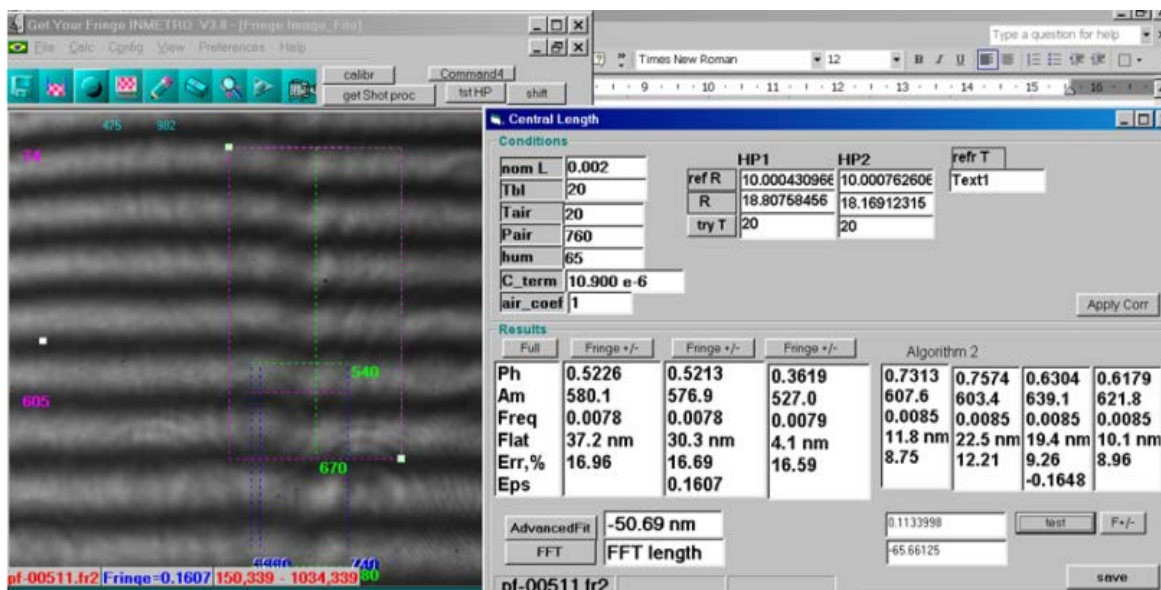 Get Your Fringe INMETRO V3.8 - [Fringe Image_File]
File Calc Config View Preferences Help
calibr Command4
get Shot proc tst HP shift
Type a question for help
Times New Roman 12 B I U
9 10 11 12 13 14 15 16
475 982
74
605
540
670
740
80
pf-00511.fr2 Fringe=0.1607 150,339 - 1034,339
Central Length
Conditions
nom L 0.002
Tbl 20
Tair 20
Pair 760
hum 65
C_term 10.900 e-6
air_coef 1
HP1 HP2 refr T
ref R 10.000430966 10.000762606 Text1
R 18.80758456 18.16912315
try T 20 20
Apply Corr
Results
Full Fringe +/- Fringe +/- Fringe +/- Algorithm 2
Ph 0.5226 0.5213 0.3619 0.7313 0.7574 0.6304 0.6179
Am 580.1 576.9 527.0 607.6 603.4 639.1 621.8
Freq 0.0078 0.0078 0.0079 0.0085 0.0085 0.0085 0.0085
Flat 37.2 nm 30.3 nm 4.1 nm 11.8 nm 22.5 nm 19.4 nm 10.1 nm
Err,% 16.96 16.69 16.59 8.75 12.21 9.26 8.96
Eps 0.1607 -0.1648
AdvancedFit -50.69 nm 0.1133998 test F+/-
FFT FFT length -65.66125
save
pf-00511.fr2